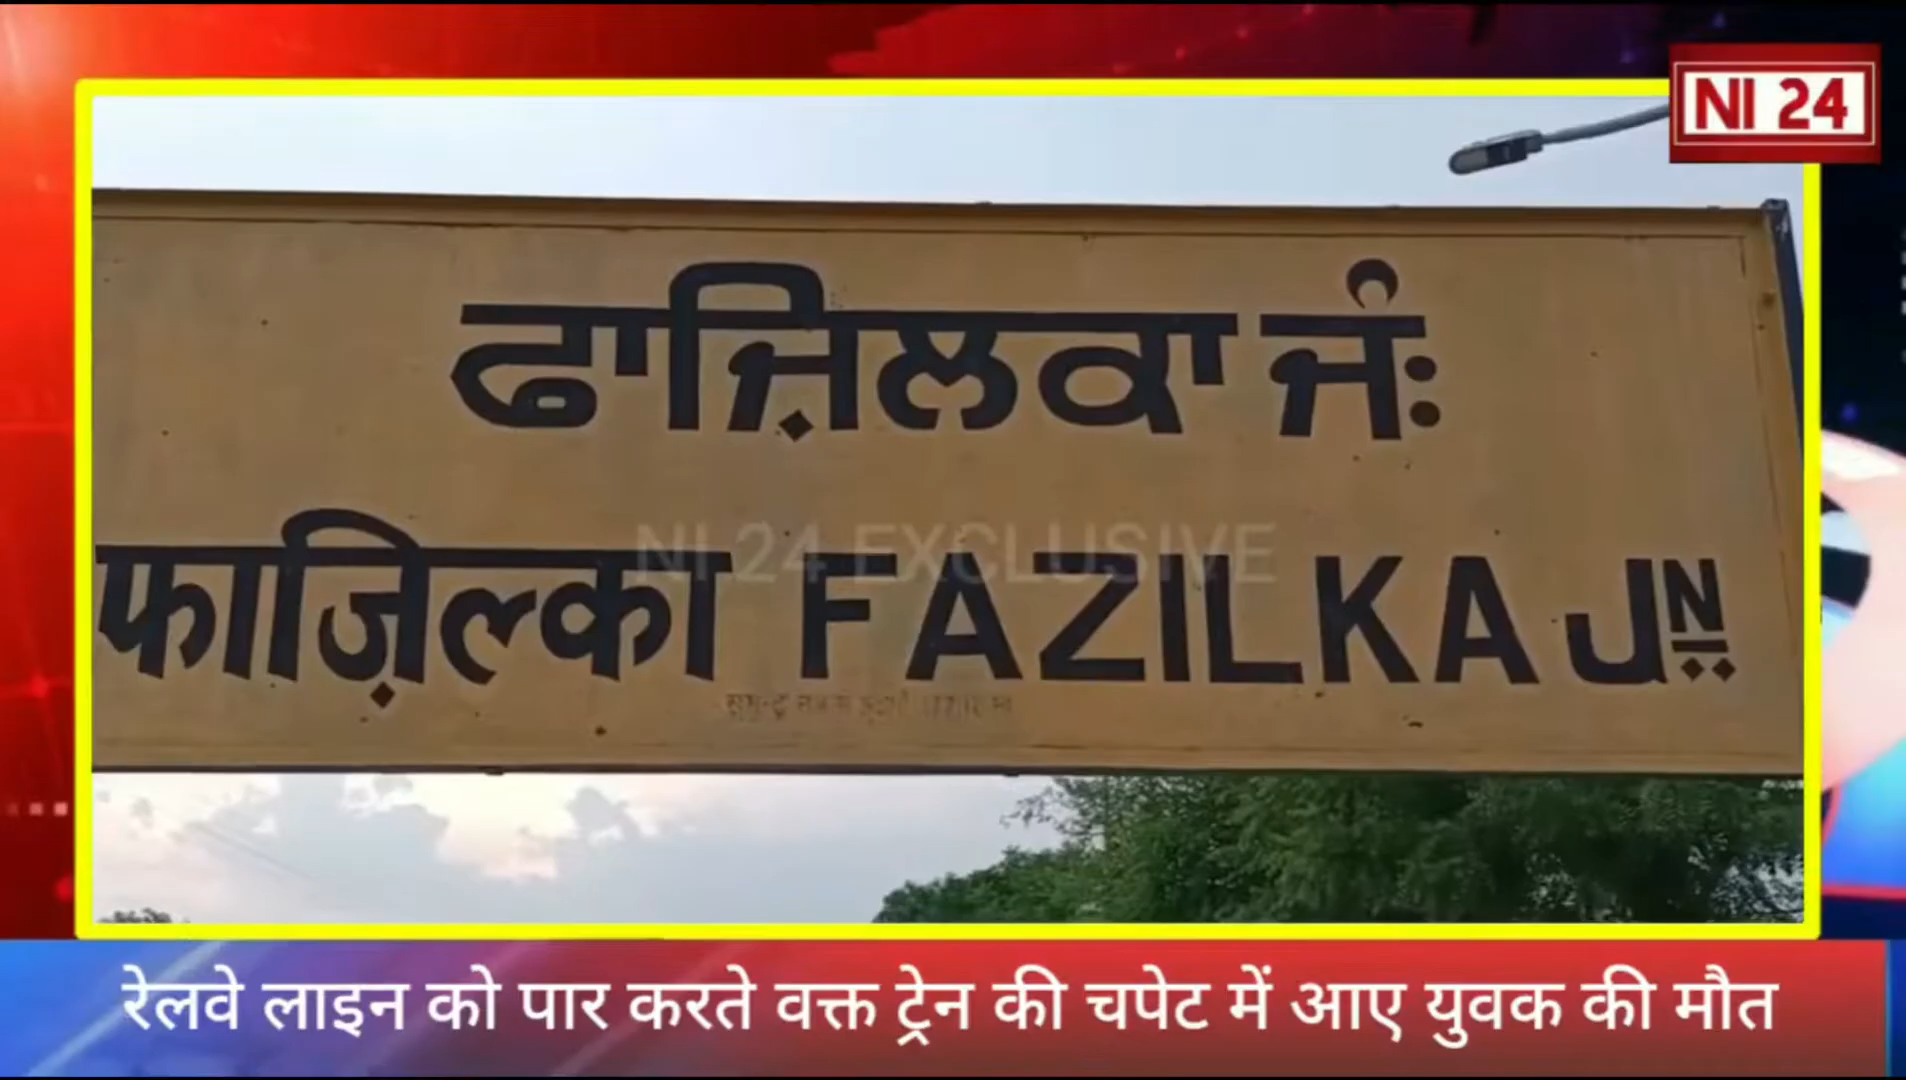 NI 24
ਫਾਜ਼ਿਲਕਾ ਜੰ:
NI 24 EXCLUSIVE
फाज़िल्का FAZILKA JN
रेलवे लाइन को पार करते वक्त ट्रेन की चपेट में आए युवक की मौत